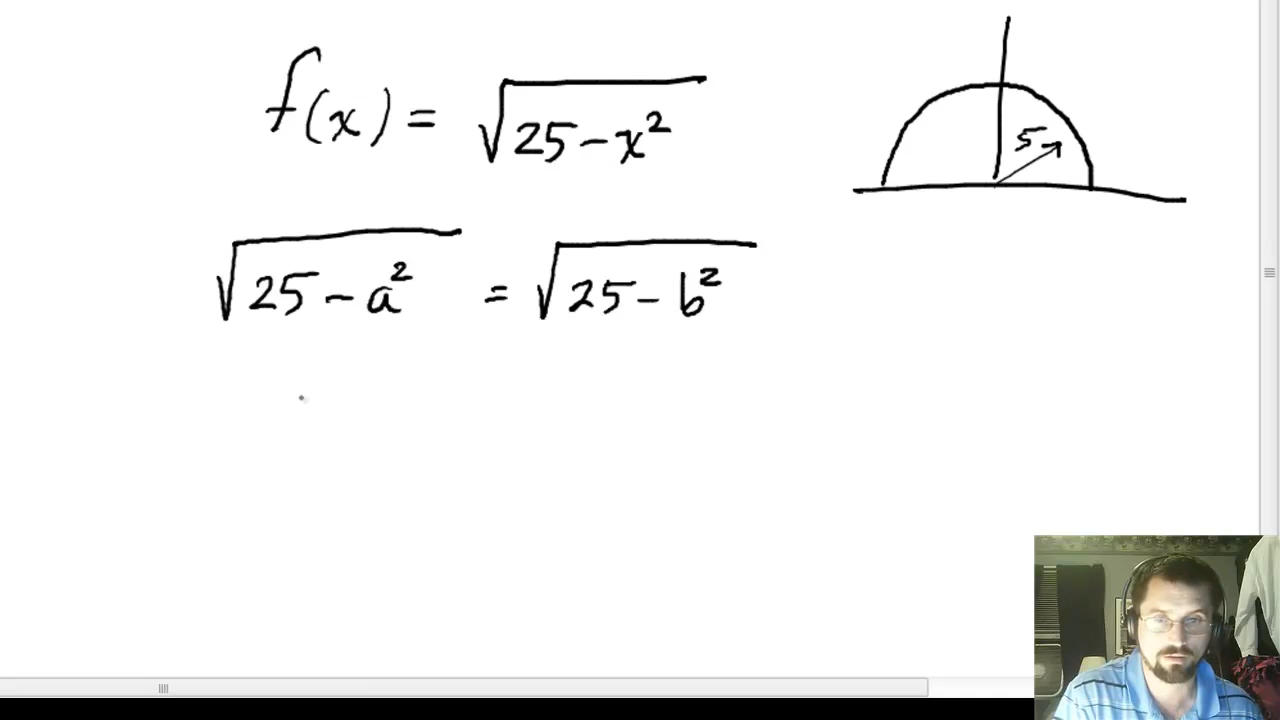 f(x) = √25-x²
5
√25-a² = √25-b²